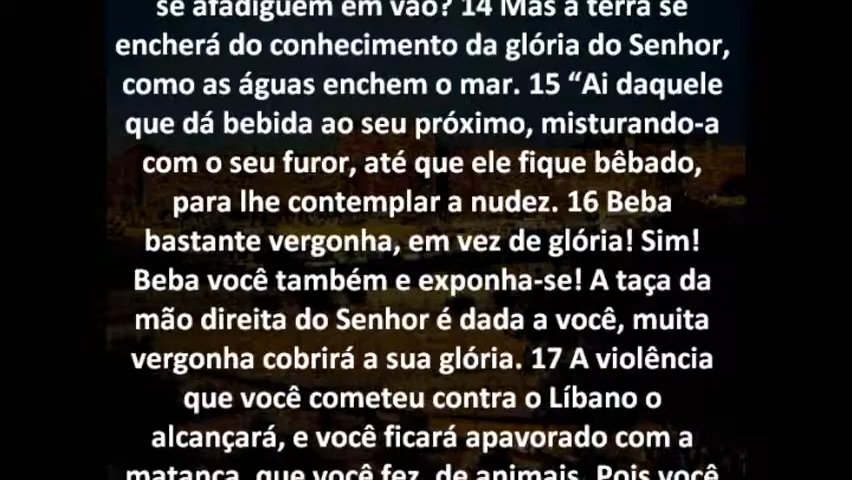 se afadiguem em vão? 14 Mas a terra se
encherá do conhecimento da glória do Senhor,
como as águas enchem o mar. 15 “Ai daquele
que dá bebida ao seu próximo, misturando-a
com o seu furor, até que ele fique bêbado,
para lhe contemplar a nudez. 16 Beba
bastante vergonha, em vez de glória! Sim!
Beba você também e exponha-se! A taça da
mão direita do Senhor é dada a você, muita
vergonha cobrirá a sua glória. 17 A violência
que você cometeu contra o Líbano o
alcançará, e você ficará apavorado com a
matança, que você fez, de animais. Pois você